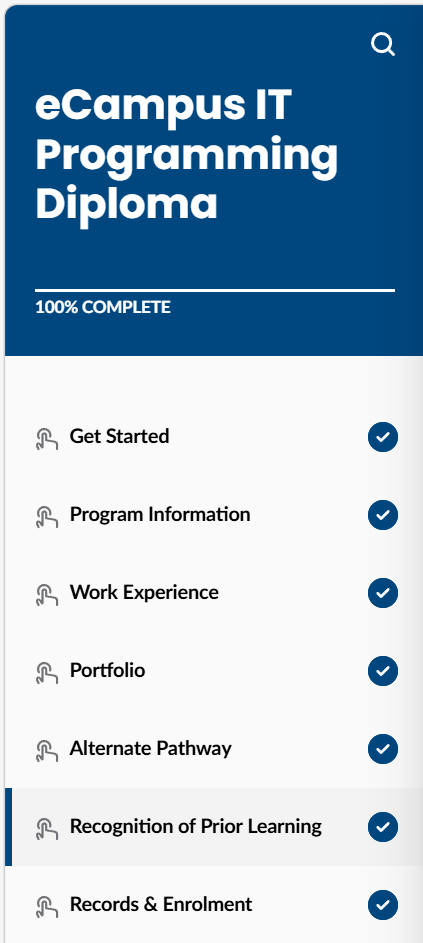 eCampus IT
Programming
Diploma
100% COMPLETE
Get Started
Program Information
Work Experience
Portfolio
Alternate Pathway
Recognition of Prior Learning
Records & Enrolment